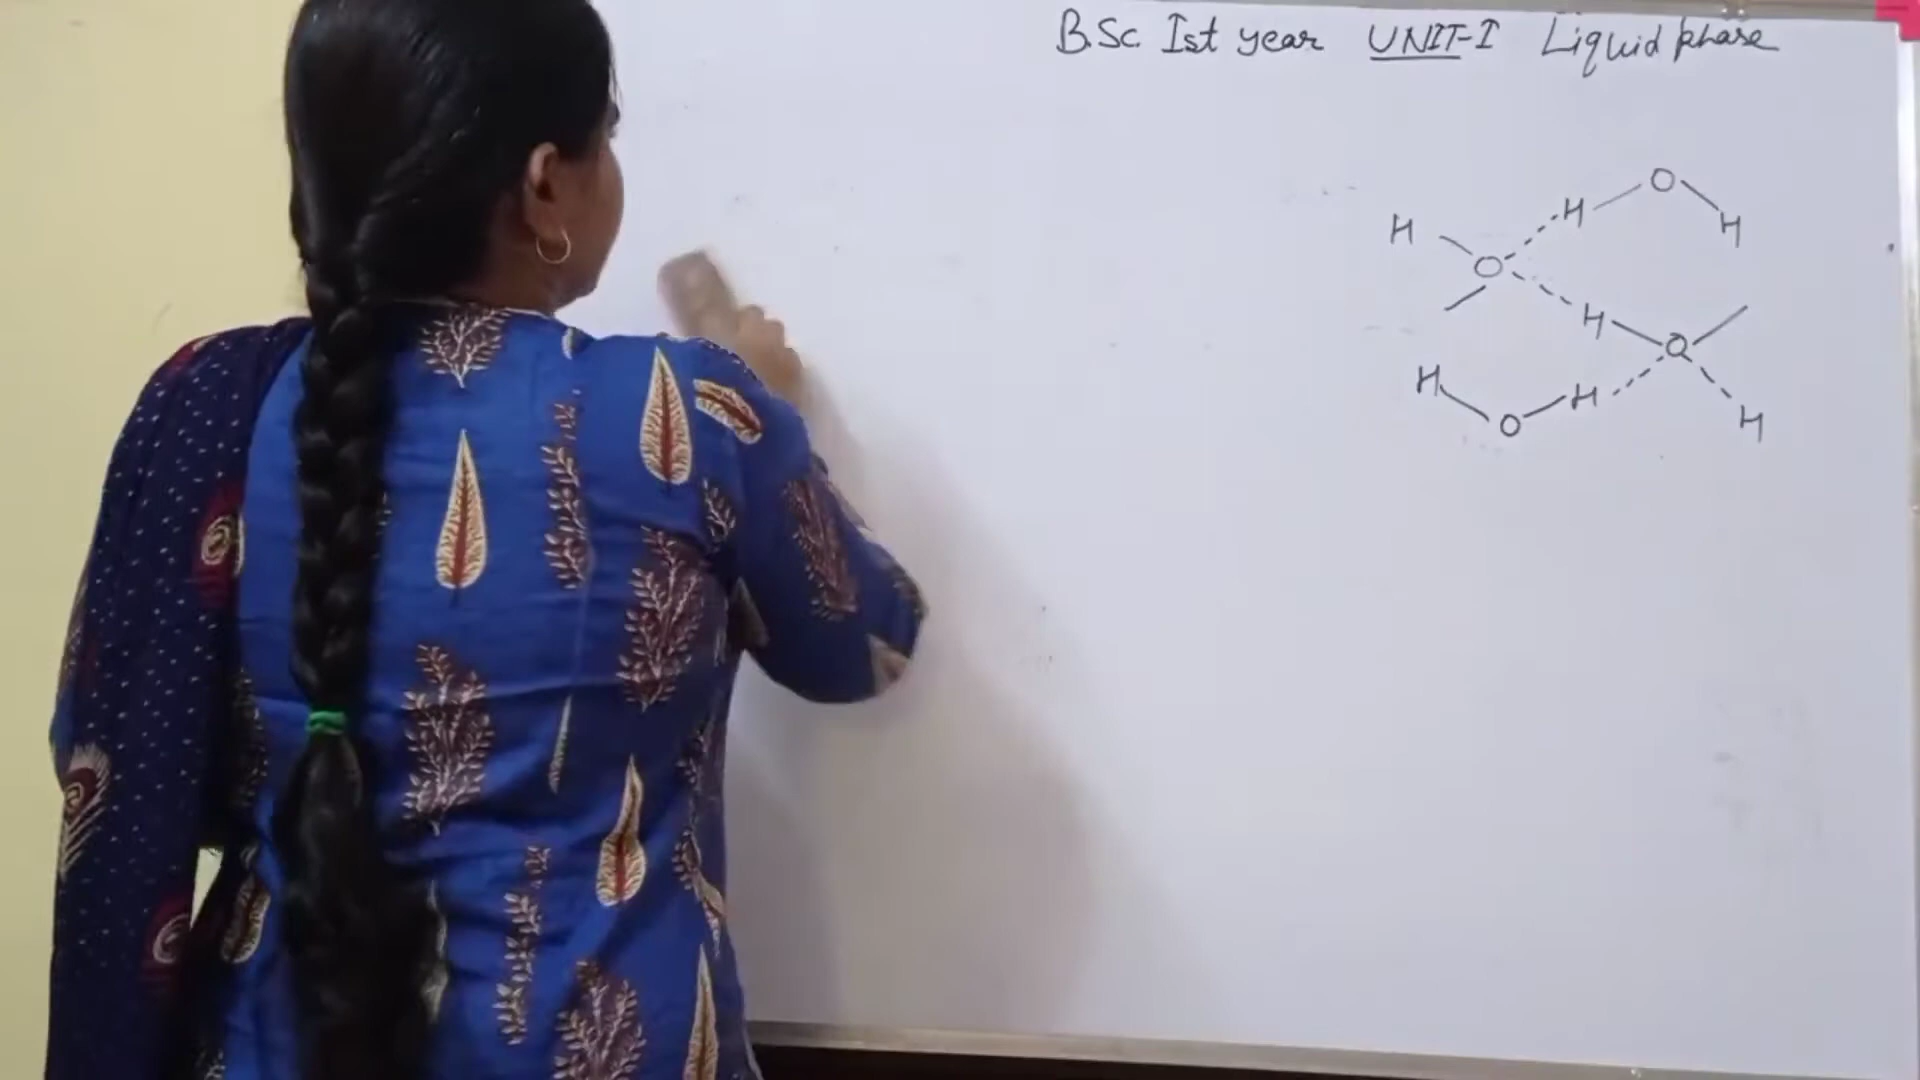 B.Sc. Ist year UNIT-I Liquid phase
H O H
H O
H O
H O H
H